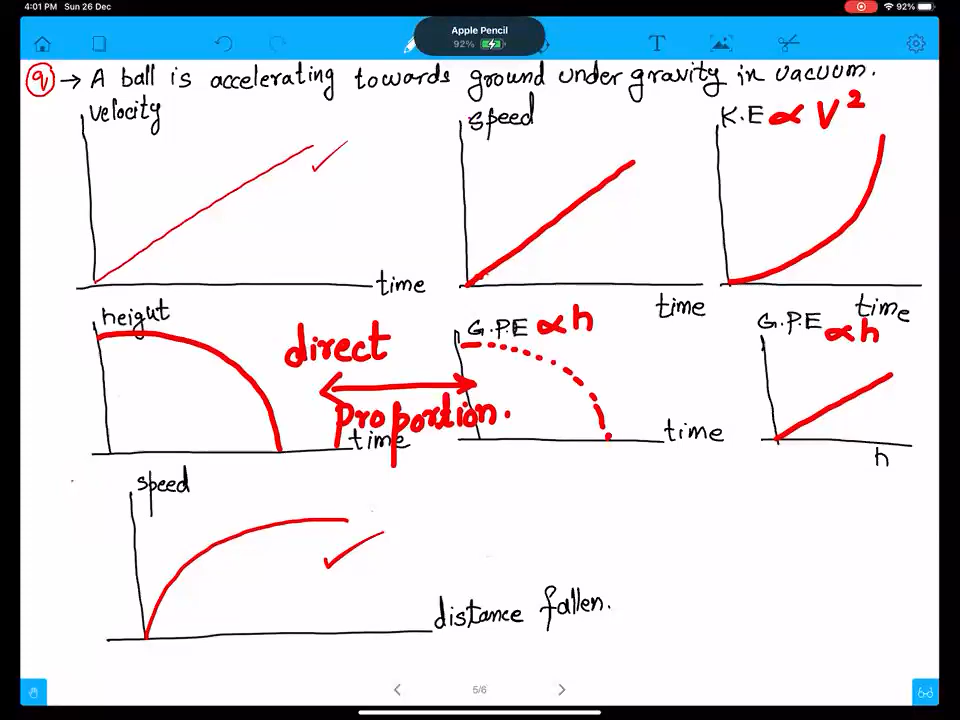 4:01 PM Sun 26 Dec
92%
Apple Pencil
92%
T
q → A ball is accelerating towards ground under gravity in vacuum.
velocity
speed
K.E ∝ V²
time
time
time
height
G.P.E ∝ h
G.P.E ∝ h
direct
proportion.
time
time
h
speed
distance fallen.
5/6